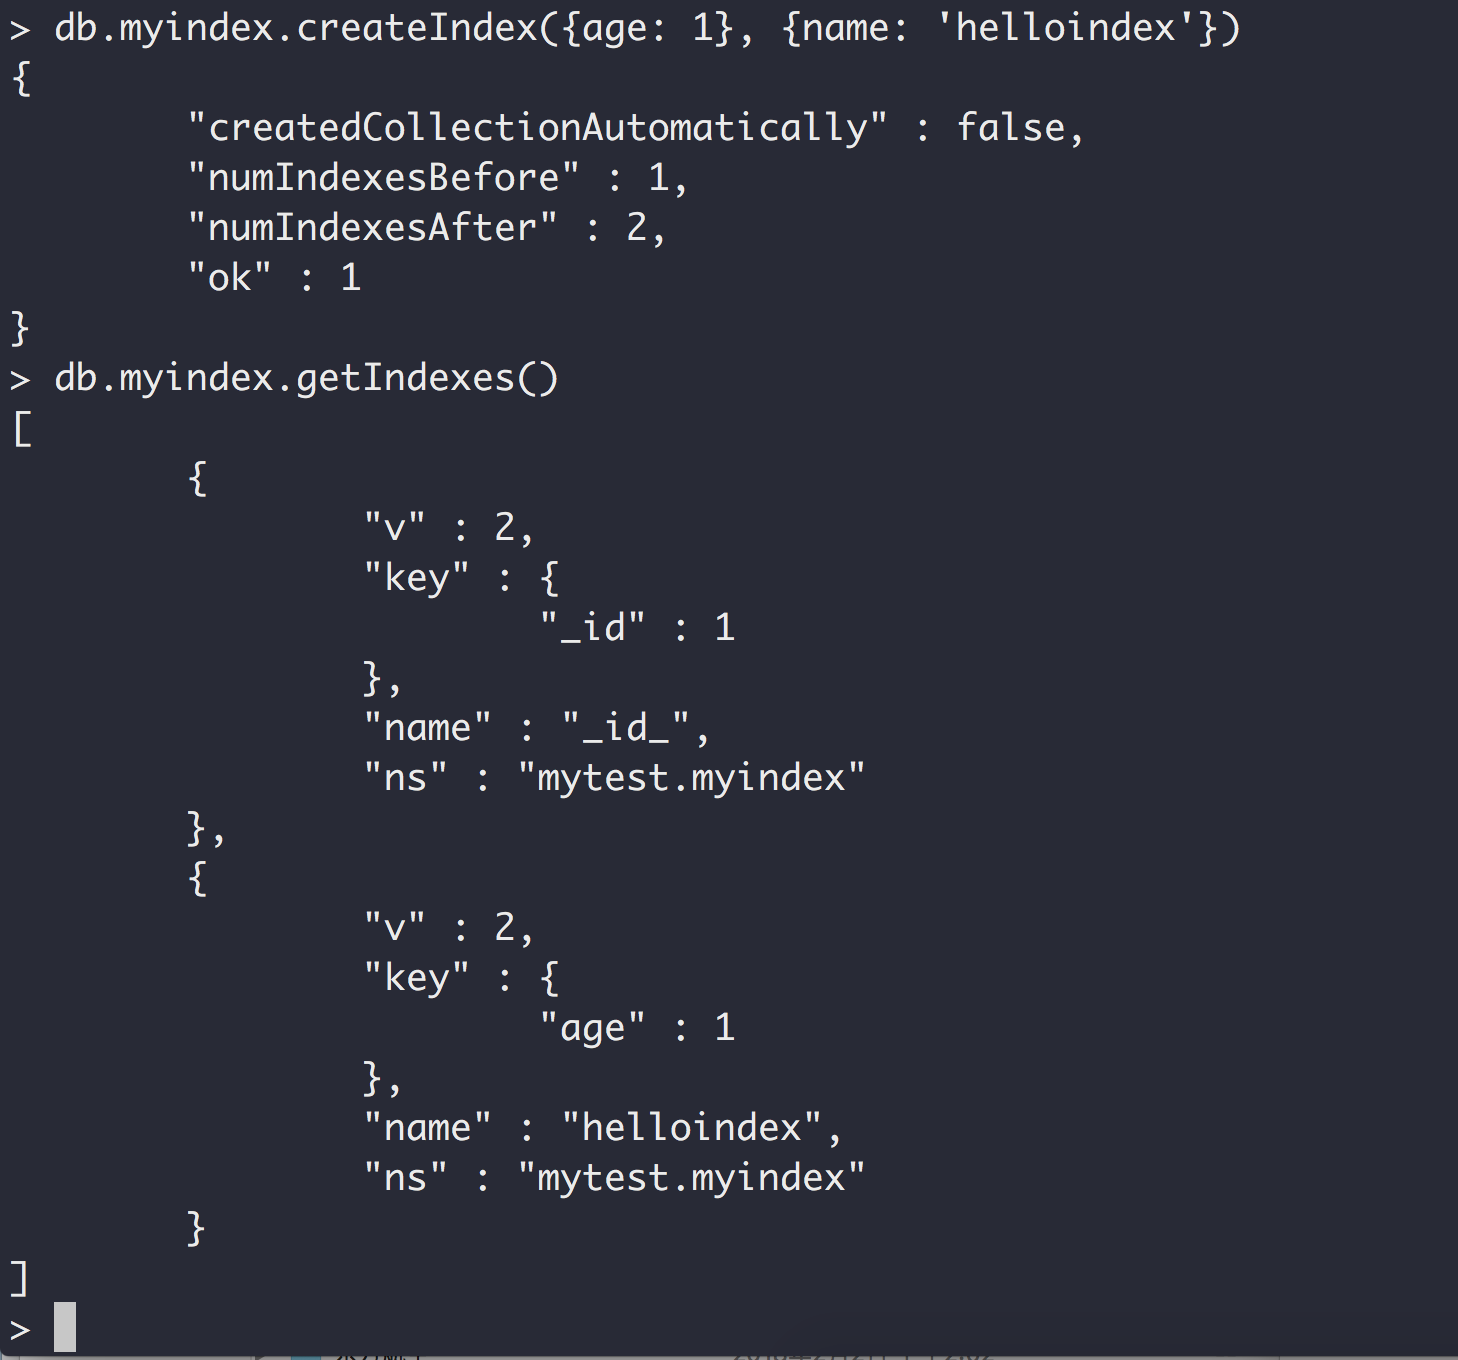 > db.myindex.createIndex({age: 1}, {name: 'helloindex'})
{
        "createdCollectionAutomatically" : false,
        "numIndexesBefore" : 1,
        "numIndexesAfter" : 2,
        "ok" : 1
}
> db.myindex.getIndexes()
[
        {
                "v" : 2,
                "key" : {
                        "_id" : 1
                },
                "name" : "_id_",
                "ns" : "mytest.myindex"
        },
        {
                "v" : 2,
                "key" : {
                        "age" : 1
                },
                "name" : "helloindex",
                "ns" : "mytest.myindex"
        }
]
>